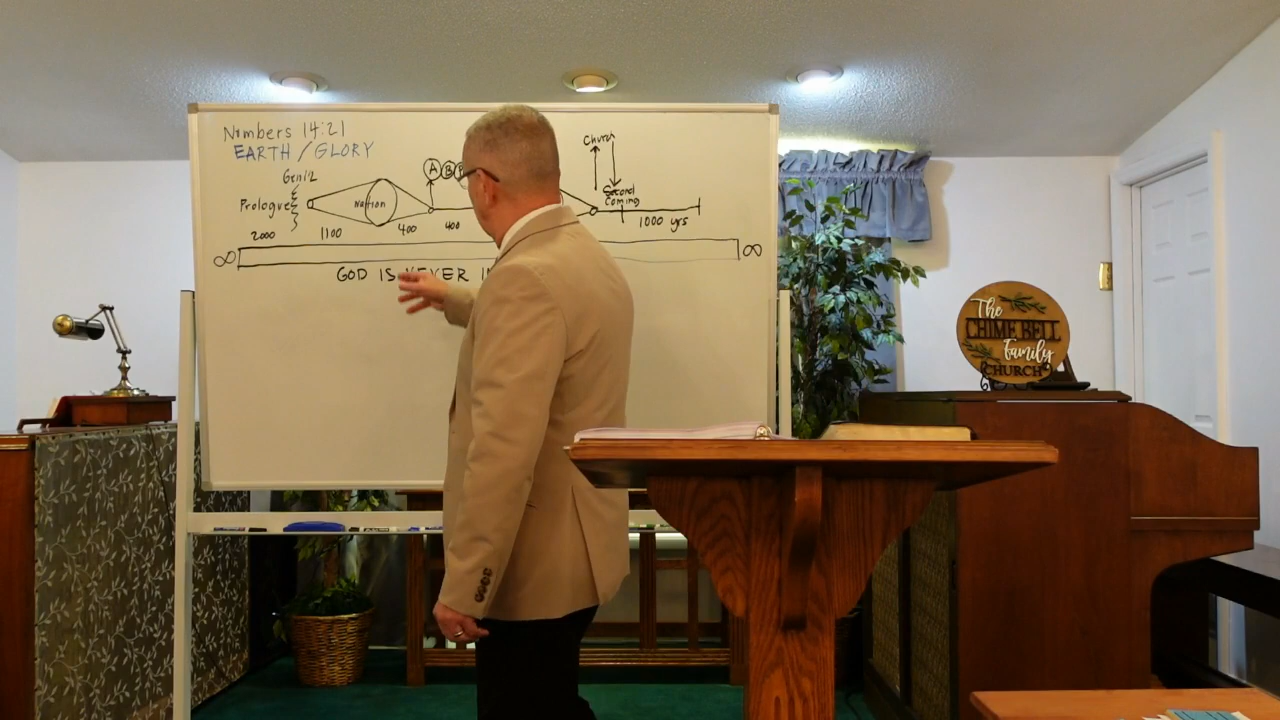 Numbers 14:21
EARTH / GLORY
Gen 12
Prologue
Nation
A B
Church
Second
Coming
2000
1100
400
400
1000 yrs
∞
∞
GOD IS NEVER
The
CHIME BELL
Family
CHURCH